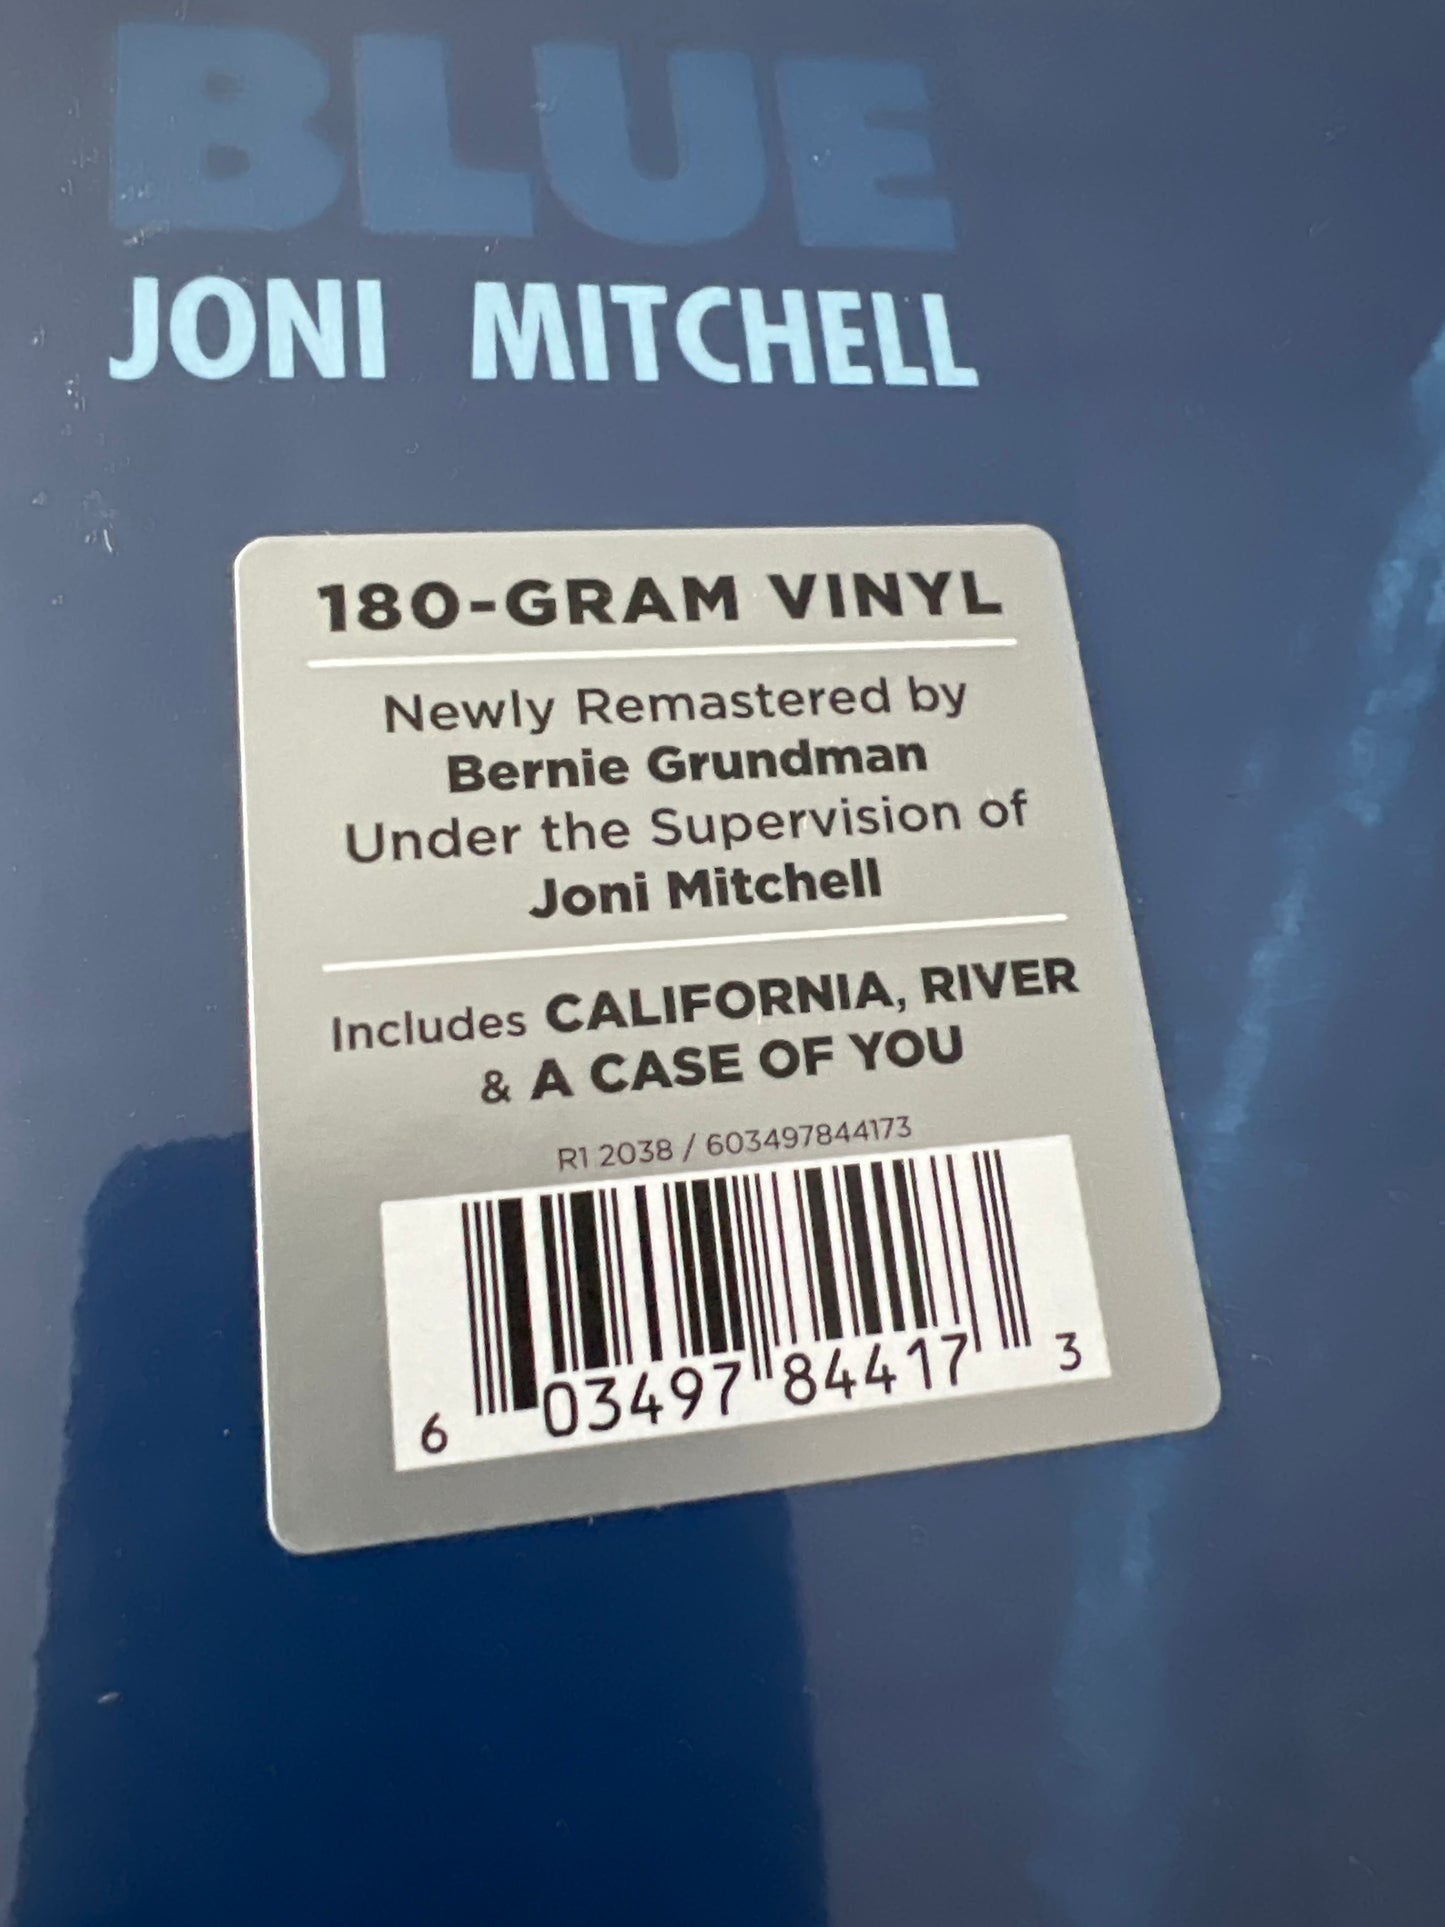 BLUE
JONI MITCHELL
180-GRAM VINYL
Newly Remastered by
Bernie Grundman
Under the Supervision of
Joni Mitchell
Includes CALIFORNIA, RIVER
& A CASE OF YOU
R1 2038 / 603497844173
6 03497 84417 3